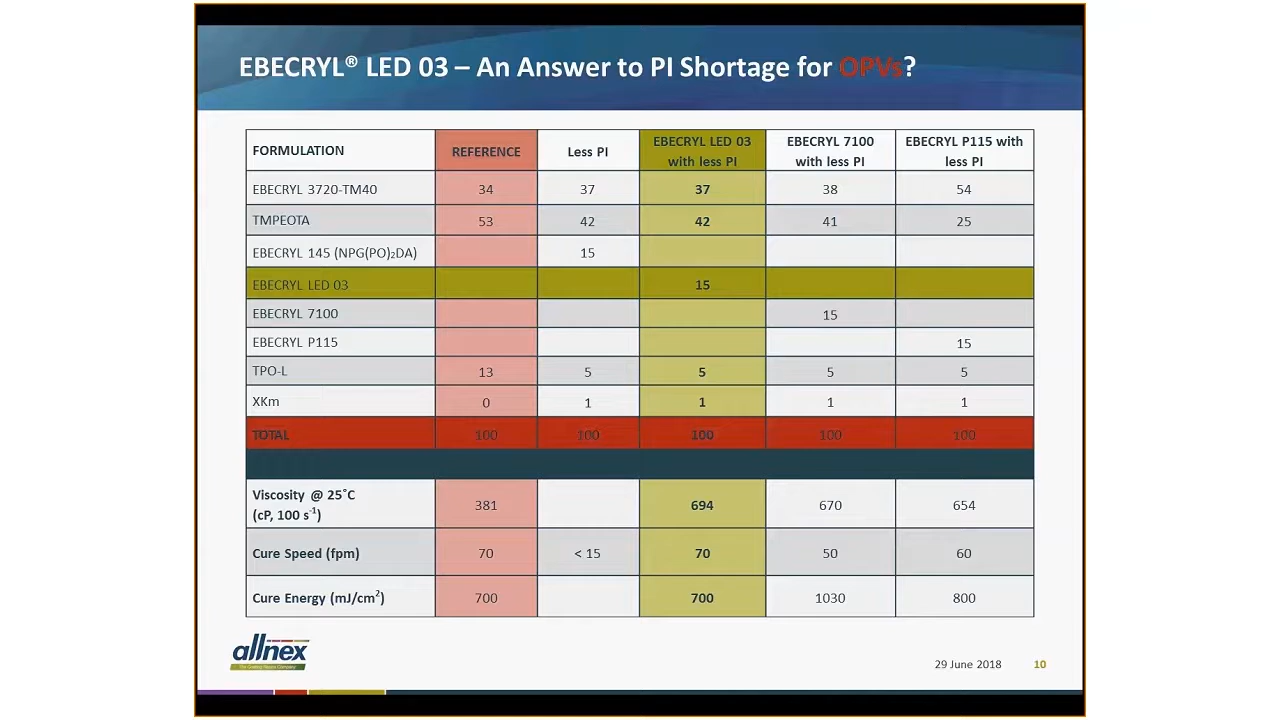 EBECRYL® LED 03 – An Answer to PI Shortage for OPVs?
FORMULATION REFERENCE Less PI EBECRYL LED 03 with less PI EBECRYL 7100 with less PI EBECRYL P115 with less PI
EBECRYL 3720-TM40 34 37 37 38 54
TMPEOTA 53 42 42 41 25
EBECRYL 145 (NPG(PO)₂DA) 15
EBECRYL LED 03 15
EBECRYL 7100 15
EBECRYL P115 15
TPO-L 13 5 5 5 5
XKm 0 1 1 1 1
TOTAL 100 100 100 100 100
Viscosity @ 25˚C (cP, 100 s⁻¹) 381 694 670 654
Cure Speed (fpm) 70 < 15 70 50 60
Cure Energy (mJ/cm²) 700 700 1030 800
allnex
29 June 2018 10